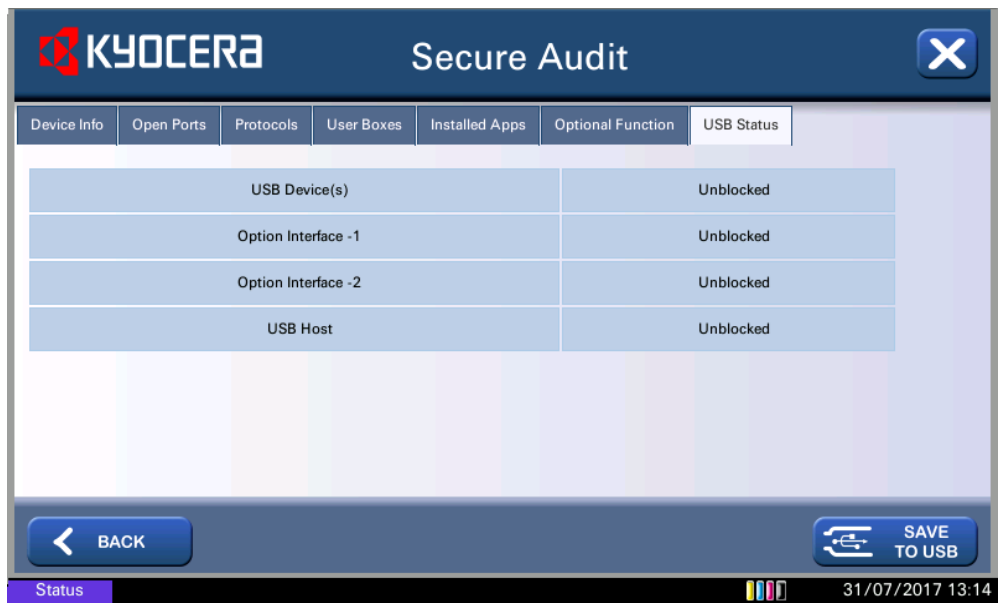 KYOCERA
Secure Audit
Device Info Open Ports Protocols User Boxes Installed Apps Optional Function USB Status
USB Device(s) Unblocked
Option Interface -1 Unblocked
Option Interface -2 Unblocked
USB Host Unblocked
BACK
SAVE
TO USB
Status 31/07/2017 13:14